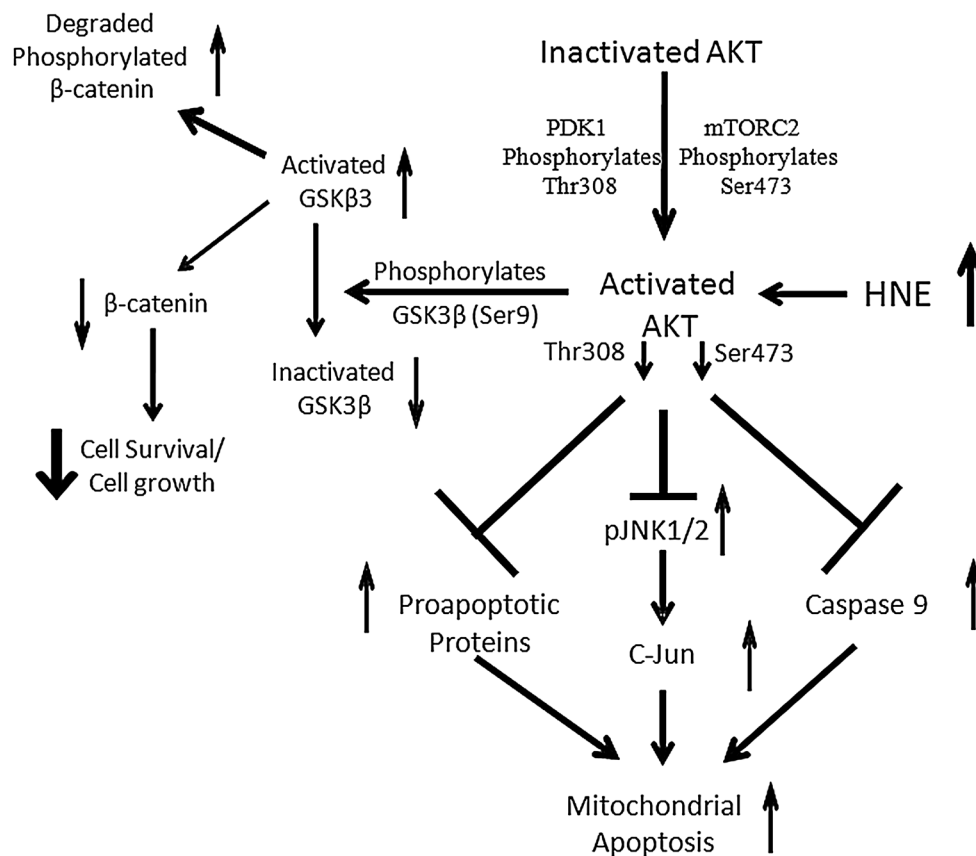 Degraded
Phosphorylated
β-catenin
Inactivated AKT
PDK1
Phosphorylates
Thr308
mTORC2
Phosphorylates
Ser473
Activated
GSKβ3
Phosphorylates
GSK3β (Ser9)
Activated
AKT
HNE
β-catenin
Thr308
Ser473
Inactivated
GSK3β
Cell Survival/
Cell growth
pJNK1/2
Proapoptotic
Proteins
C-Jun
Caspase 9
Mitochondrial
Apoptosis